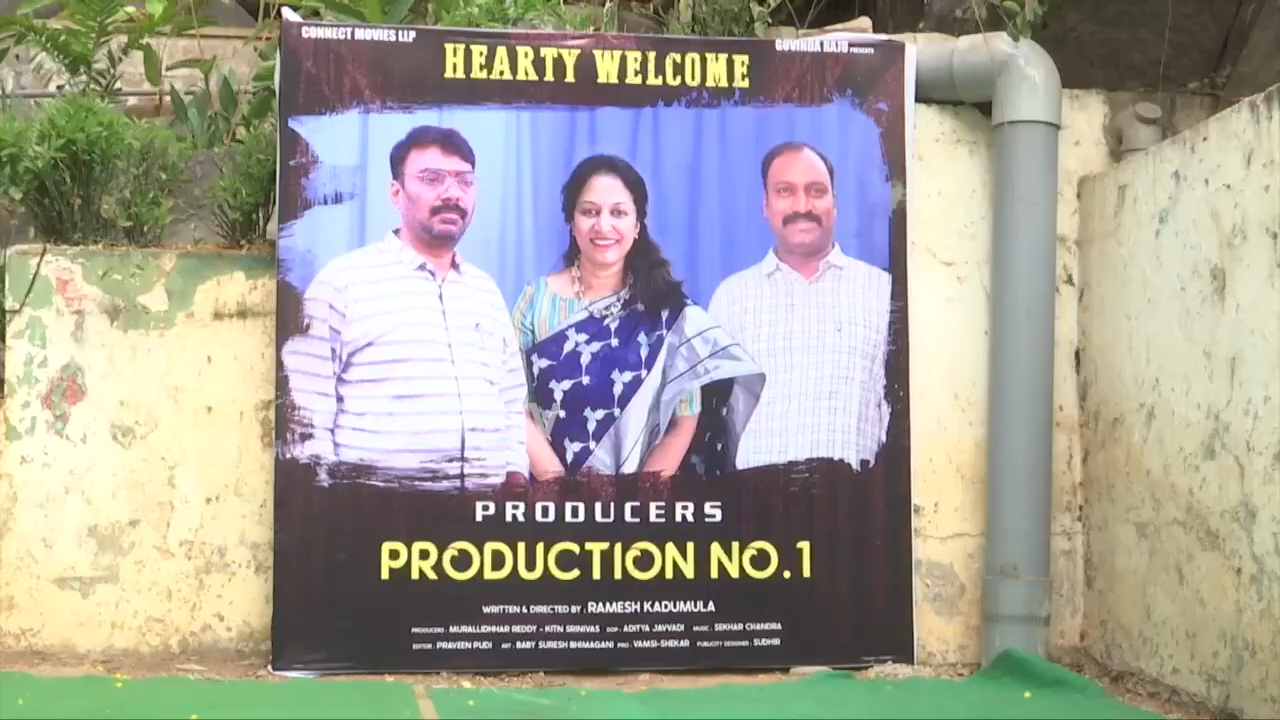 CONNECT MOVIES LLP
GOVINDA RAJU PRESENTS
HEARTY WELCOME
PRODUCERS
PRODUCTION NO.1
WRITTEN & DIRECTED BY : RAMESH KADUMULA
PRODUCERS : MURALLIDHHAR REDDY - KITN SRINIVAS DOP : ADITYA JAVVADI MUSIC : SEKHAR CHANDRA
EDITOR : PRAVEEN PUDI ART : BABY SURESH BHIMAGANI PRO : VAMSI-SHEKAR PUBLICITY DESIGNER : SUDHIR